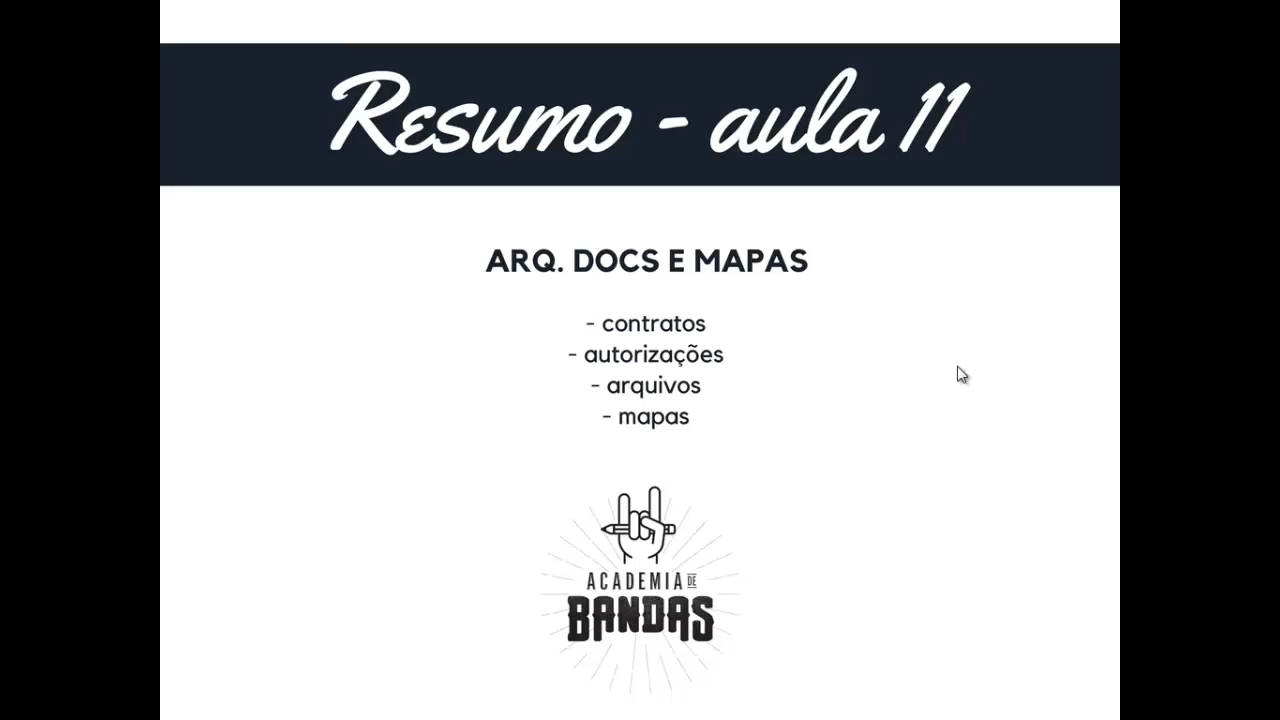 Resumo - aula 11
ARQ. DOCS E MAPAS
- contratos
- autorizações
- arquivos
- mapas
ACADEMIA DE
BANDAS